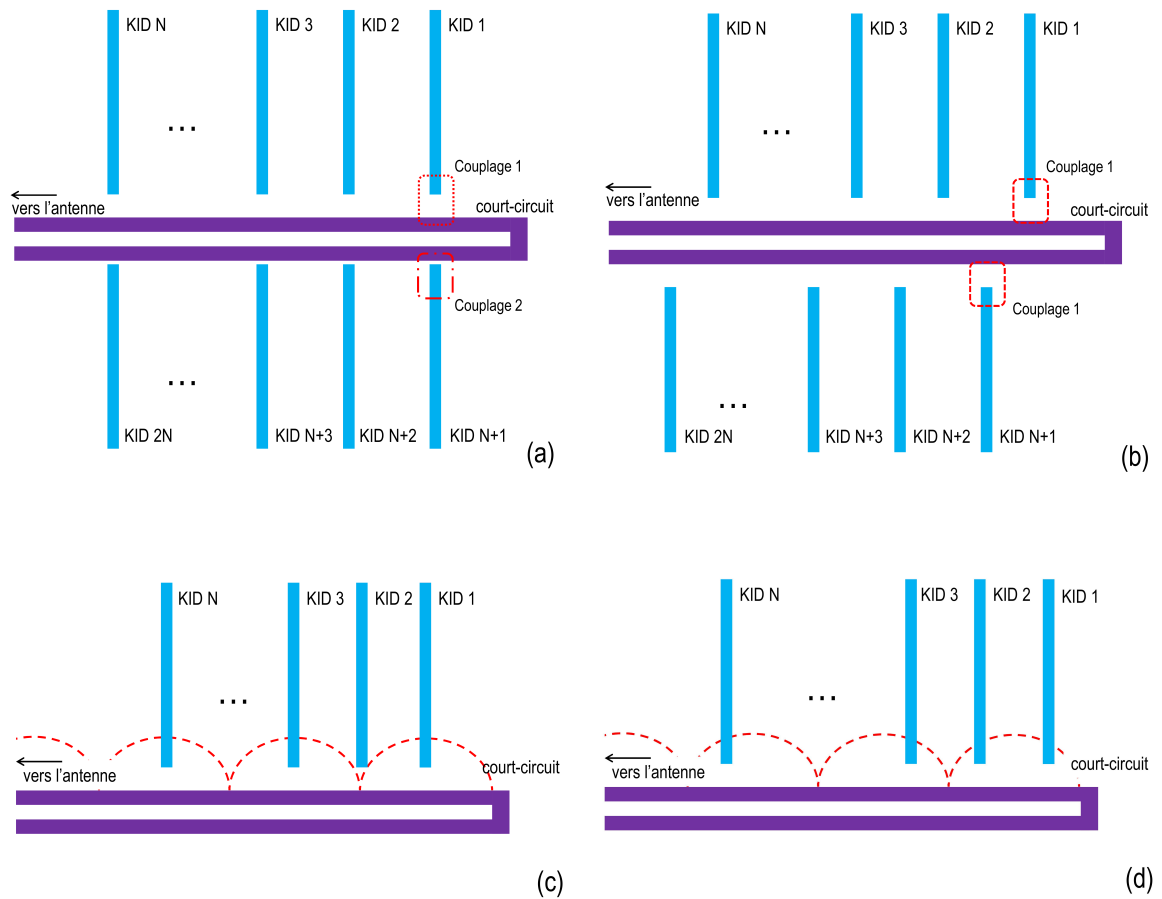 KID N
KID 3
KID 2
KID 1
...
Couplage 1
vers l'antenne
court-circuit
Couplage 2
...
KID 2N
KID N+3
KID N+2
KID N+1
(a)
KID N
KID 3
KID 2
KID 1
...
Couplage 1
vers l'antenne
court-circuit
Couplage 1
...
KID 2N
KID N+3
KID N+2
KID N+1
(b)
KID N
KID 3
KID 2
KID 1
...
vers l'antenne
court-circuit
(c)
KID N
KID 3
KID 2
KID 1
...
vers l'antenne
court-circuit
(d)